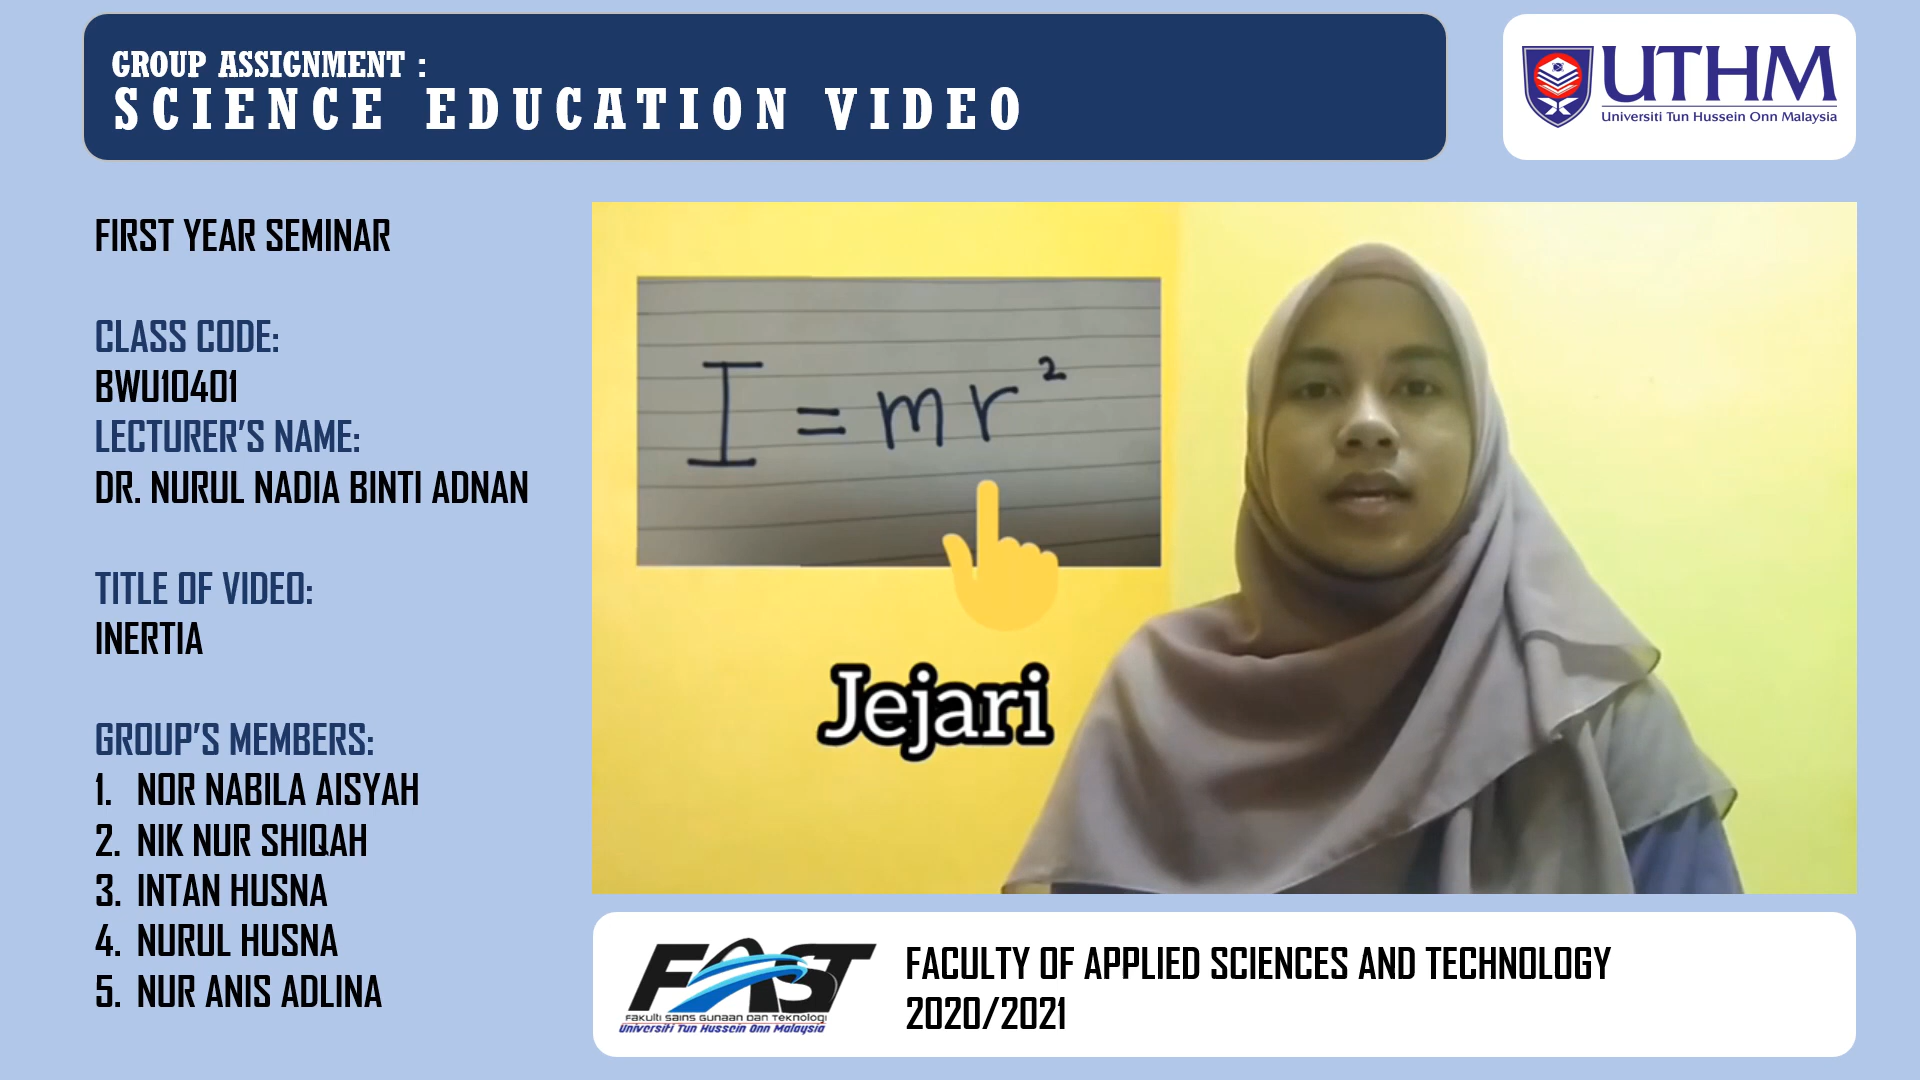 GROUP ASSIGNMENT :
SCIENCE EDUCATION VIDEO
UTHM
Universiti Tun Hussein Onn Malaysia
FIRST YEAR SEMINAR
CLASS CODE:
BWU10401
LECTURER'S NAME:
DR. NURUL NADIA BINTI ADNAN
TITLE OF VIDEO:
INERTIA
GROUP'S MEMBERS:
1. NOR NABILA AISYAH
2. NIK NUR SHIQAH
3. INTAN HUSNA
4. NURUL HUSNA
5. NUR ANIS ADLINA
I = mr²
Jejari
FAST
Fakulti Sains Gunaan dan Teknologi
Universiti Tun Hussein Onn Malaysia
FACULTY OF APPLIED SCIENCES AND TECHNOLOGY
2020/2021